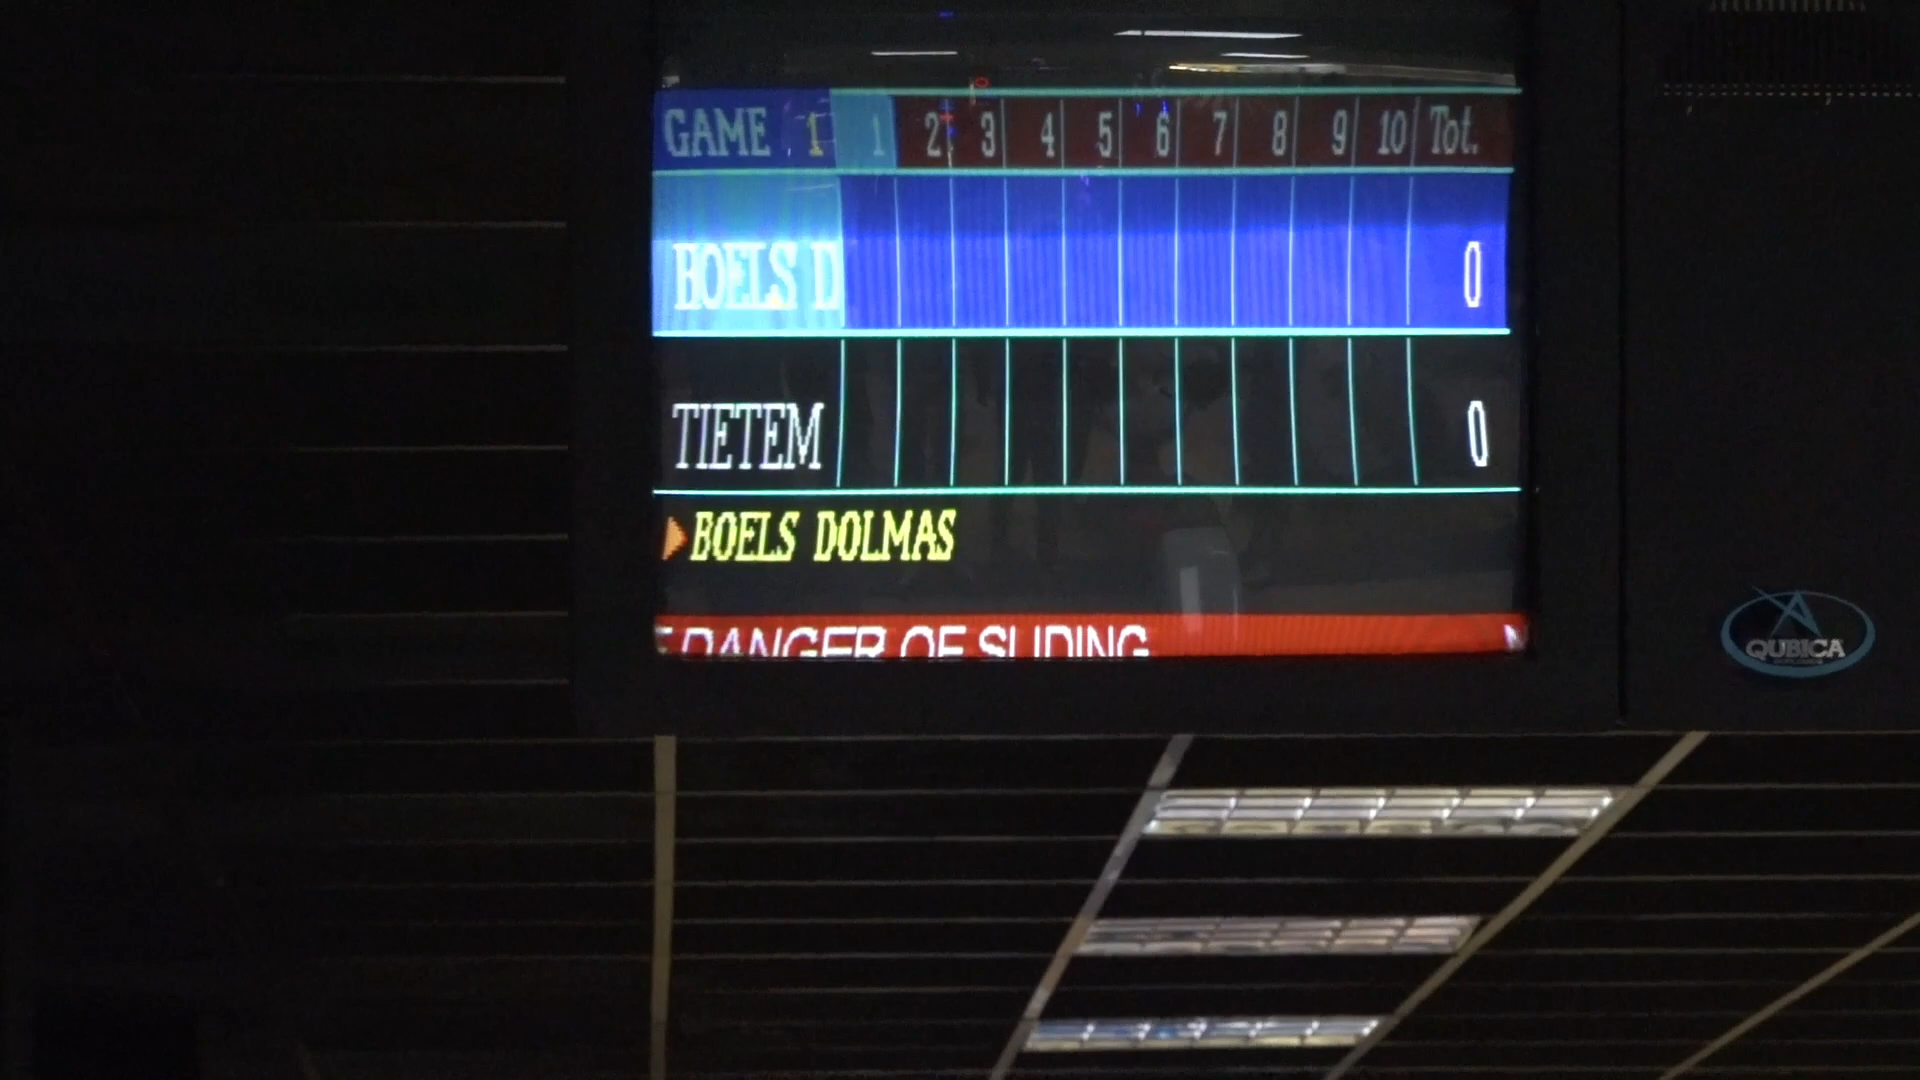 GAME 1 1 2 3 4 5 6 7 8 9 10 Tot.
BOELS D 0
TIETEM 0
BOELS DOLMAS
DANGER OF SLIDING
QUBICA